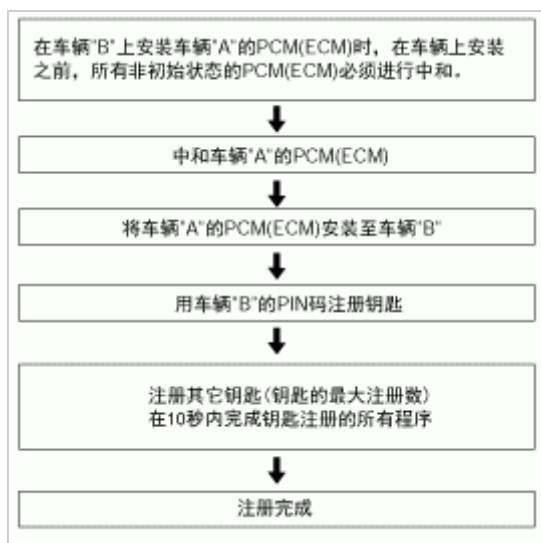 在车辆"B"上安装车辆"A"的PCM(ECM)时，在车辆上安装
之前，所有非初始状态的PCM(ECM)必须进行中和。
中和车辆"A"的PCM(ECM)
将车辆"A"的PCM(ECM)安装至车辆"B"
用车辆"B"的PIN码注册钥匙
注册其它钥匙(钥匙的最大注册数)
在10秒内完成钥匙注册的所有程序
注册完成